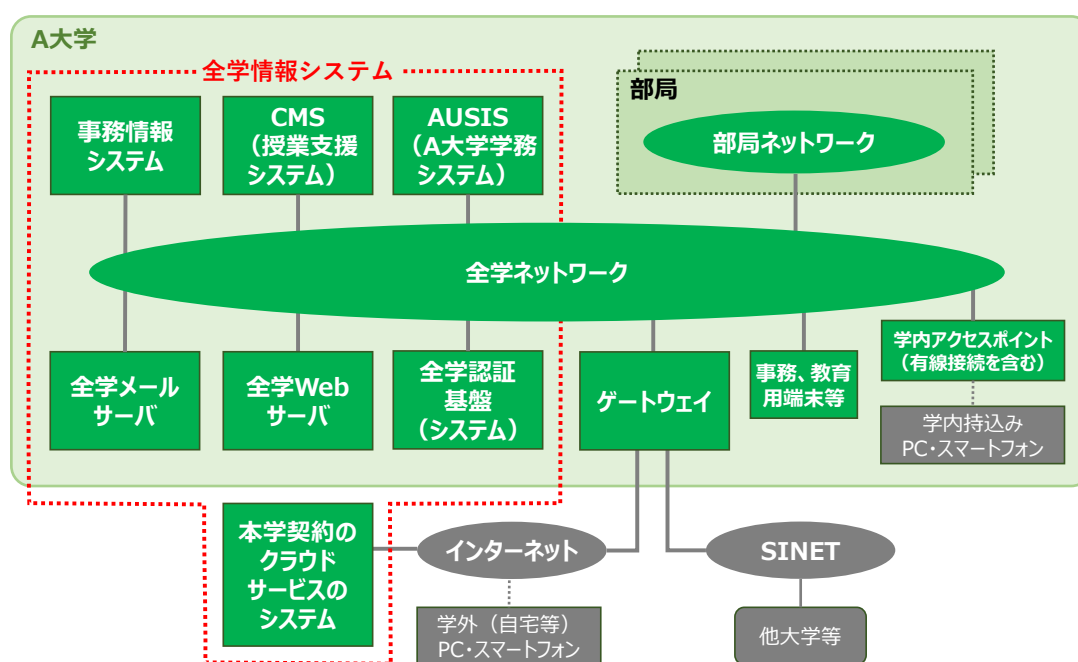 A大学
全学情報システム
事務情報
システム
CMS
（授業支援
システム）
AUSIS
（A大学学務
システム）
部局
部局ネットワーク
全学ネットワーク
全学メール
サーバ
全学Web
サーバ
全学認証
基盤
（システム）
ゲートウェイ
事務、教育
用端末等
学内アクセスポイント
（有線接続を含む）
学内持込み
PC・スマートフォン
本学契約の
クラウド
サービスの
システム
インターネット
SINET
学外（自宅等）
PC・スマートフォン
他大学等